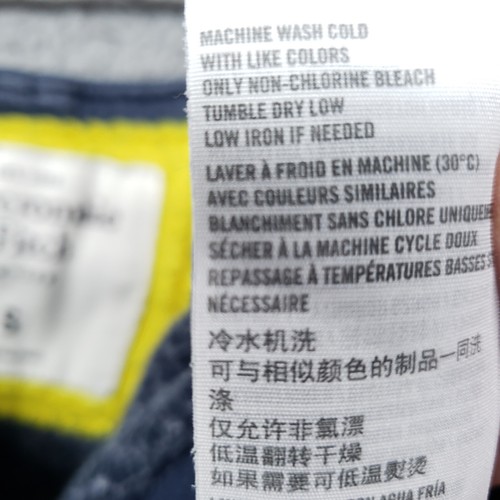 MACHINE WASH COLD
WITH LIKE COLORS
ONLY NON-CHLORINE BLEACH
TUMBLE DRY LOW
LOW IRON IF NEEDED
LAVER À FROID EN MACHINE (30°C)
AVEC COULEURS SIMILAIRES
BLANCHIMENT SANS CHLORE UNIQUEME
SÉCHER À LA MACHINE CYCLE DOUX
REPASSAGE À TEMPÉRATURES BASSES
NÉCESSAIRE
冷水机洗
可与相似颜色的制品一同洗
涤
仅允许非氯漂
低温翻转干燥
如果需要可低温熨烫
AGUA FRÍA